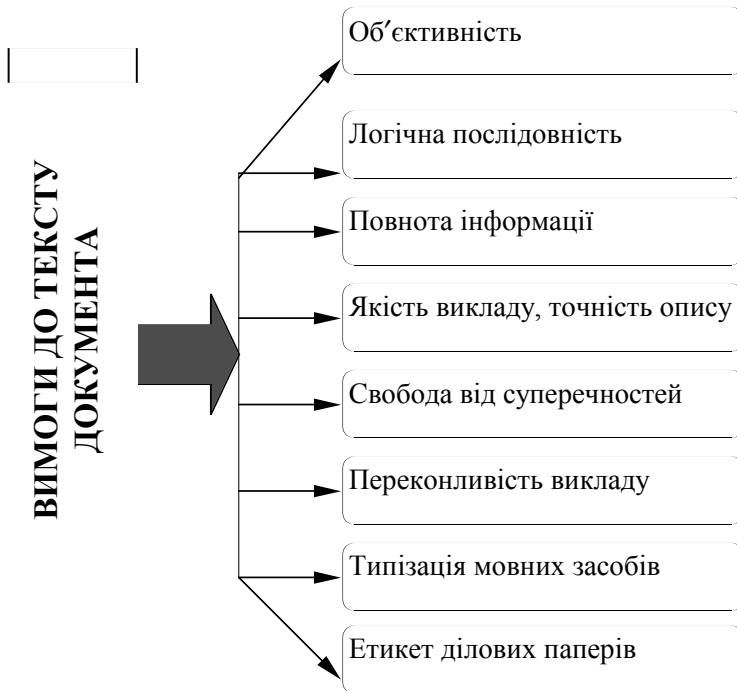 ВИМОГИ ДО ТЕКСТУ
ДОКУМЕНТА
Об′єктивність
Логічна послідовність
Повнота інформації
Якість викладу, точність опису
Свобода від суперечностей
Переконливість викладу
Типізація мовних засобів
Етикет ділових паперів